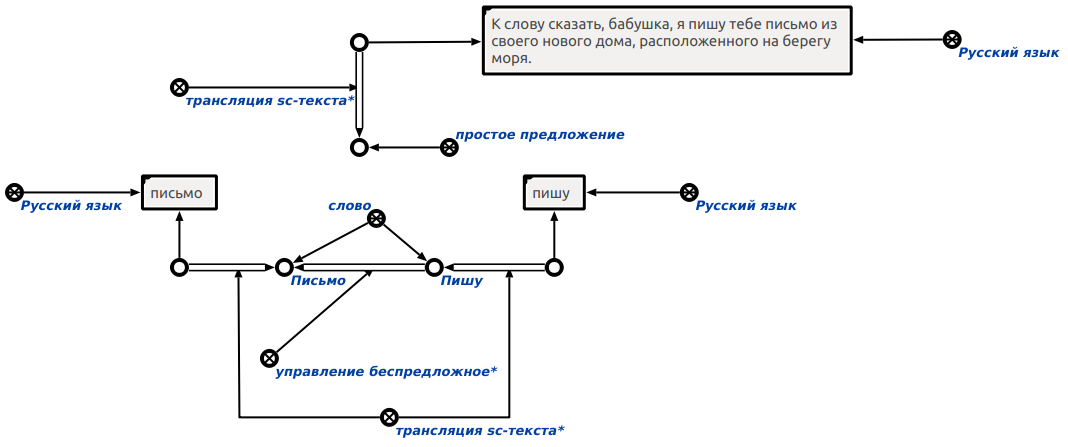 К слову сказать, бабушка, я пишу тебе письмо из
своего нового дома, расположенного на берегу
моря.
Русский язык
трансляция sc-текста*
простое предложение
письмо
пишу
Русский язык
слово
Русский язык
Письмо
Пишу
управление беспредложное*
трансляция sc-текста*